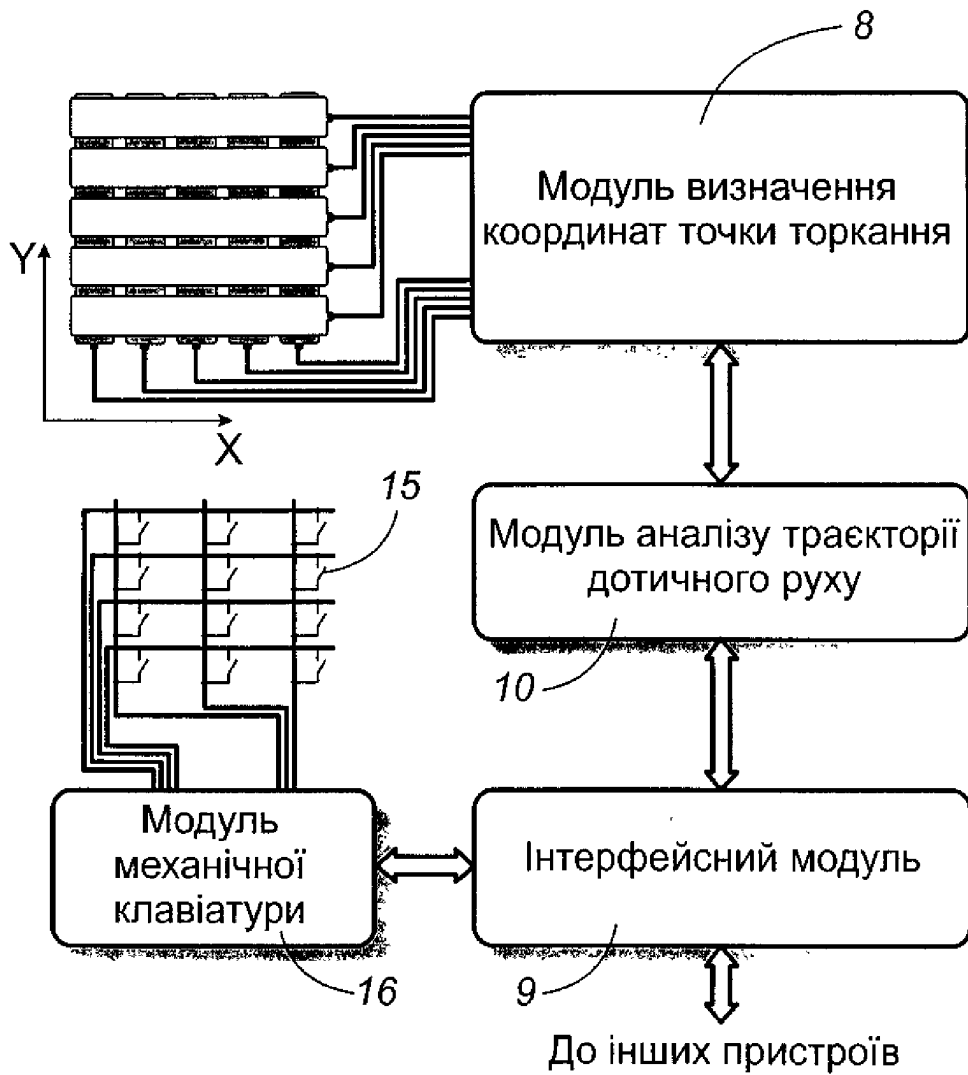 8
Модуль визначення
координат точки торкання
Y
X
15
Модуль аналізу траєкторії
дотичного руху
10
Модуль
механічної
клавіатури
16
Інтерфейсний модуль
9
До інших пристроїв